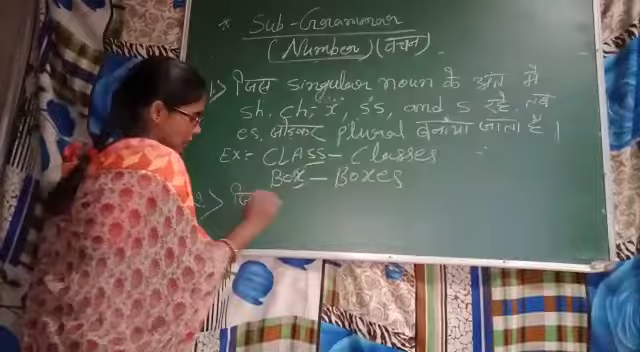 * Sub-Grammar
(Number) (वचन)
1> जिस singular noun के अंत में
sh, ch, x, ss, and s रहे तब
es, जोड़कर plural बनाया जाता है।
Ex = CLASS - Classes
Box - Boxes
2> जि